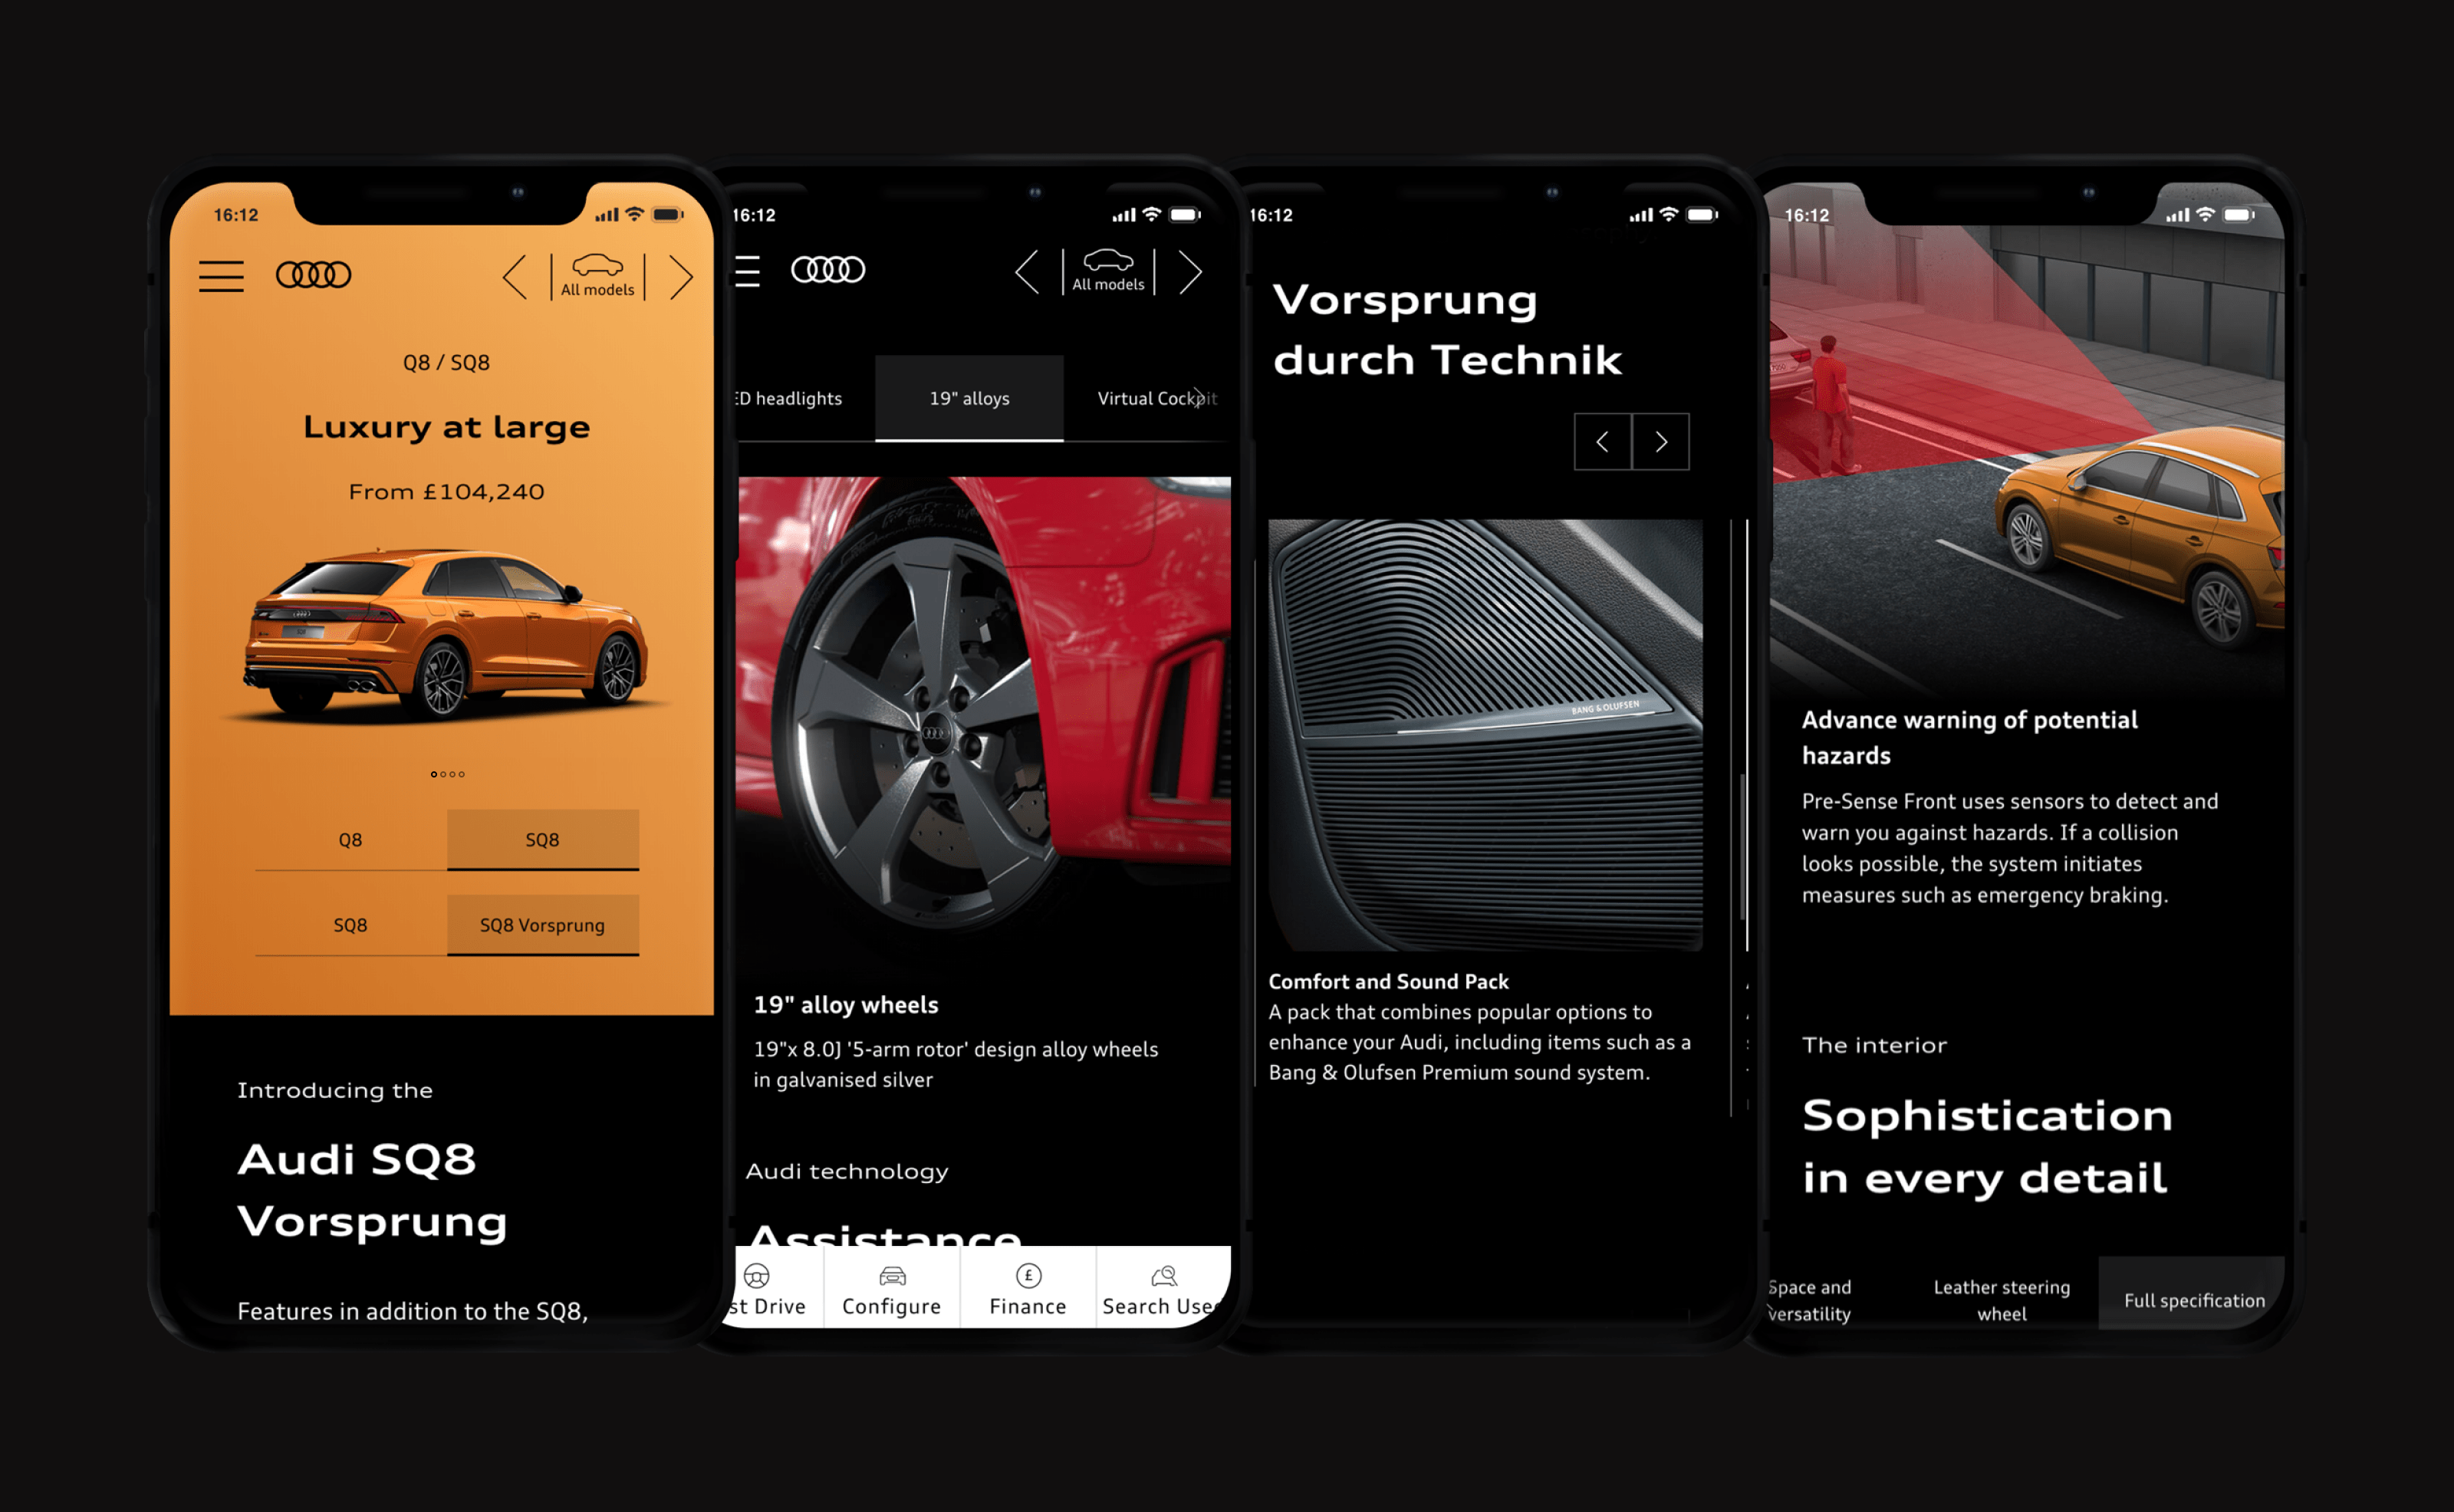 16:12
All models
Q8 / SQ8
Luxury at large
From £104,240
SQ8
Q8
SQ8
SQ8
SQ8 Vorsprung
Introducing the
Audi SQ8
Vorsprung
Features in addition to the SQ8,
16:12
All models
ED headlights
19" alloys
Virtual Cockpit
19" alloy wheels
19"x 8.0J '5-arm rotor' design alloy wheels
in galvanised silver
Audi technology
Assistance
st Drive
Configure
Finance
Search Used
16:12
Vorsprung
durch Technik
BANG & OLUFSEN
Comfort and Sound Pack
A pack that combines popular options to
enhance your Audi, including items such as a
Bang & Olufsen Premium sound system.
16:12
Advance warning of potential
hazards
Pre-Sense Front uses sensors to detect and
warn you against hazards. If a collision
looks possible, the system initiates
measures such as emergency braking.
The interior
Sophistication
in every detail
Space and
versatility
Leather steering
wheel
Full specification